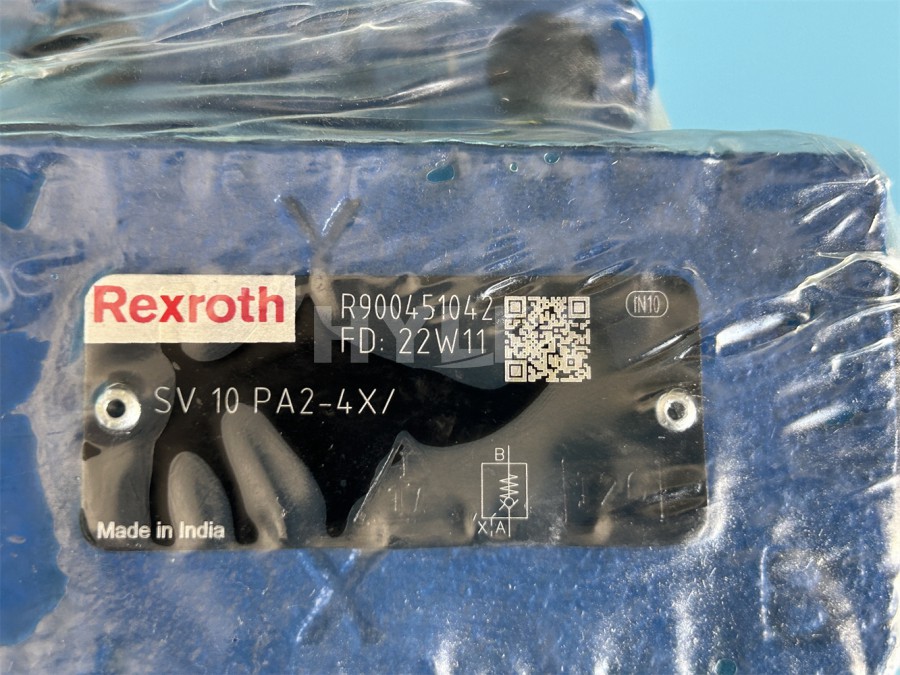 Rexroth
R900451042
FD: 22W11
IN10
SV 10 PA2-4X/
B
X A
Made in India